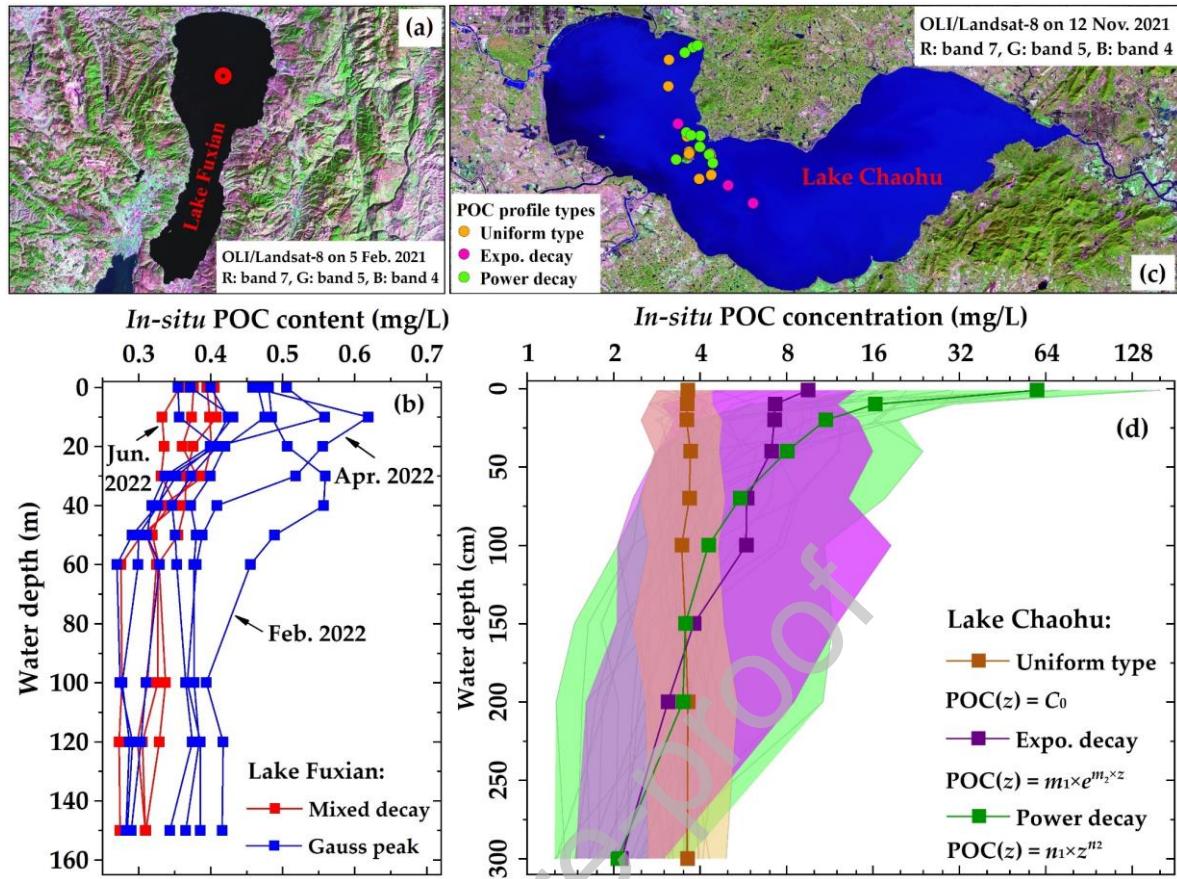 (a)
Lake Fuxian
OLI/Landsat-8 on 5 Feb. 2021
R: band 7, G: band 5, B: band 4
OLI/Landsat-8 on 12 Nov. 2021
R: band 7, G: band 5, B: band 4
Lake Chaohu
POC profile types
Uniform type
Expo. decay
Power decay
(c)
In-situ POC content (mg/L)
0.3 0.4 0.5 0.6 0.7
(b)
Water depth (m)
0
20
40
60
80
100
120
140
160
Jun.
2022
Apr. 2022
Feb. 2022
Lake Fuxian:
Mixed decay
Gauss peak
In-situ POC concentration (mg/L)
1 2 4 8 16 32 64 128
(d)
Water depth (cm)
0
50
100
150
200
250
300
Lake Chaohu:
Uniform type
POC(z) = C0
Expo. decay
POC(z) = m1×e^m2×z
Power decay
POC(z) = n1×z^n2
e proof